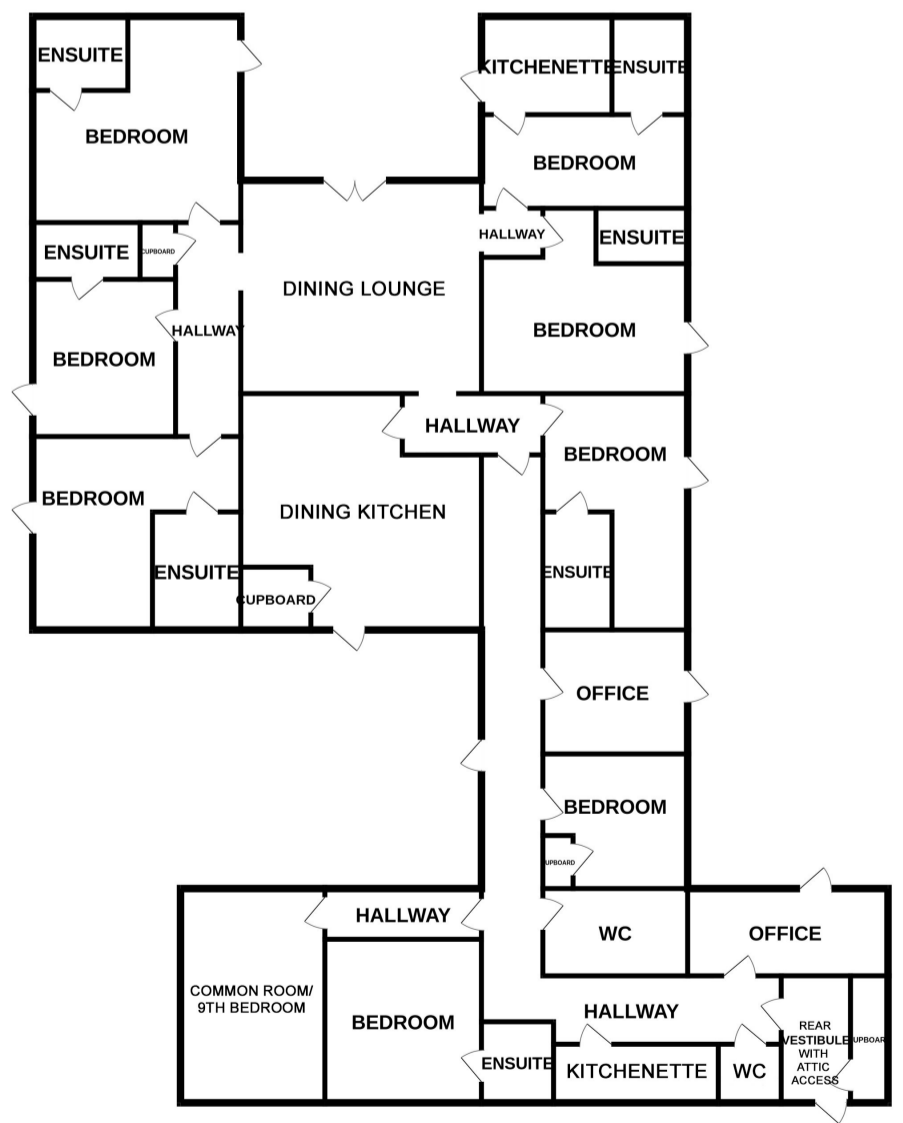 ENSUITE
KITCHENETTE
ENSUITE
BEDROOM
BEDROOM
HALLWAY
ENSUITE
ENSUITE
CUPBOARD
DINING LOUNGE
HALLWAY
BEDROOM
BEDROOM
HALLWAY
BEDROOM
BEDROOM
DINING KITCHEN
ENSUITE
ENSUITE
CUPBOARD
OFFICE
BEDROOM
UPBOARD
HALLWAY
WC
OFFICE
COMMON ROOM/
9TH BEDROOM
BEDROOM
HALLWAY
REAR
VESTIBULE
WITH
ATTIC
ACCESS
UPBOAR
ENSUITE
KITCHENETTE
WC